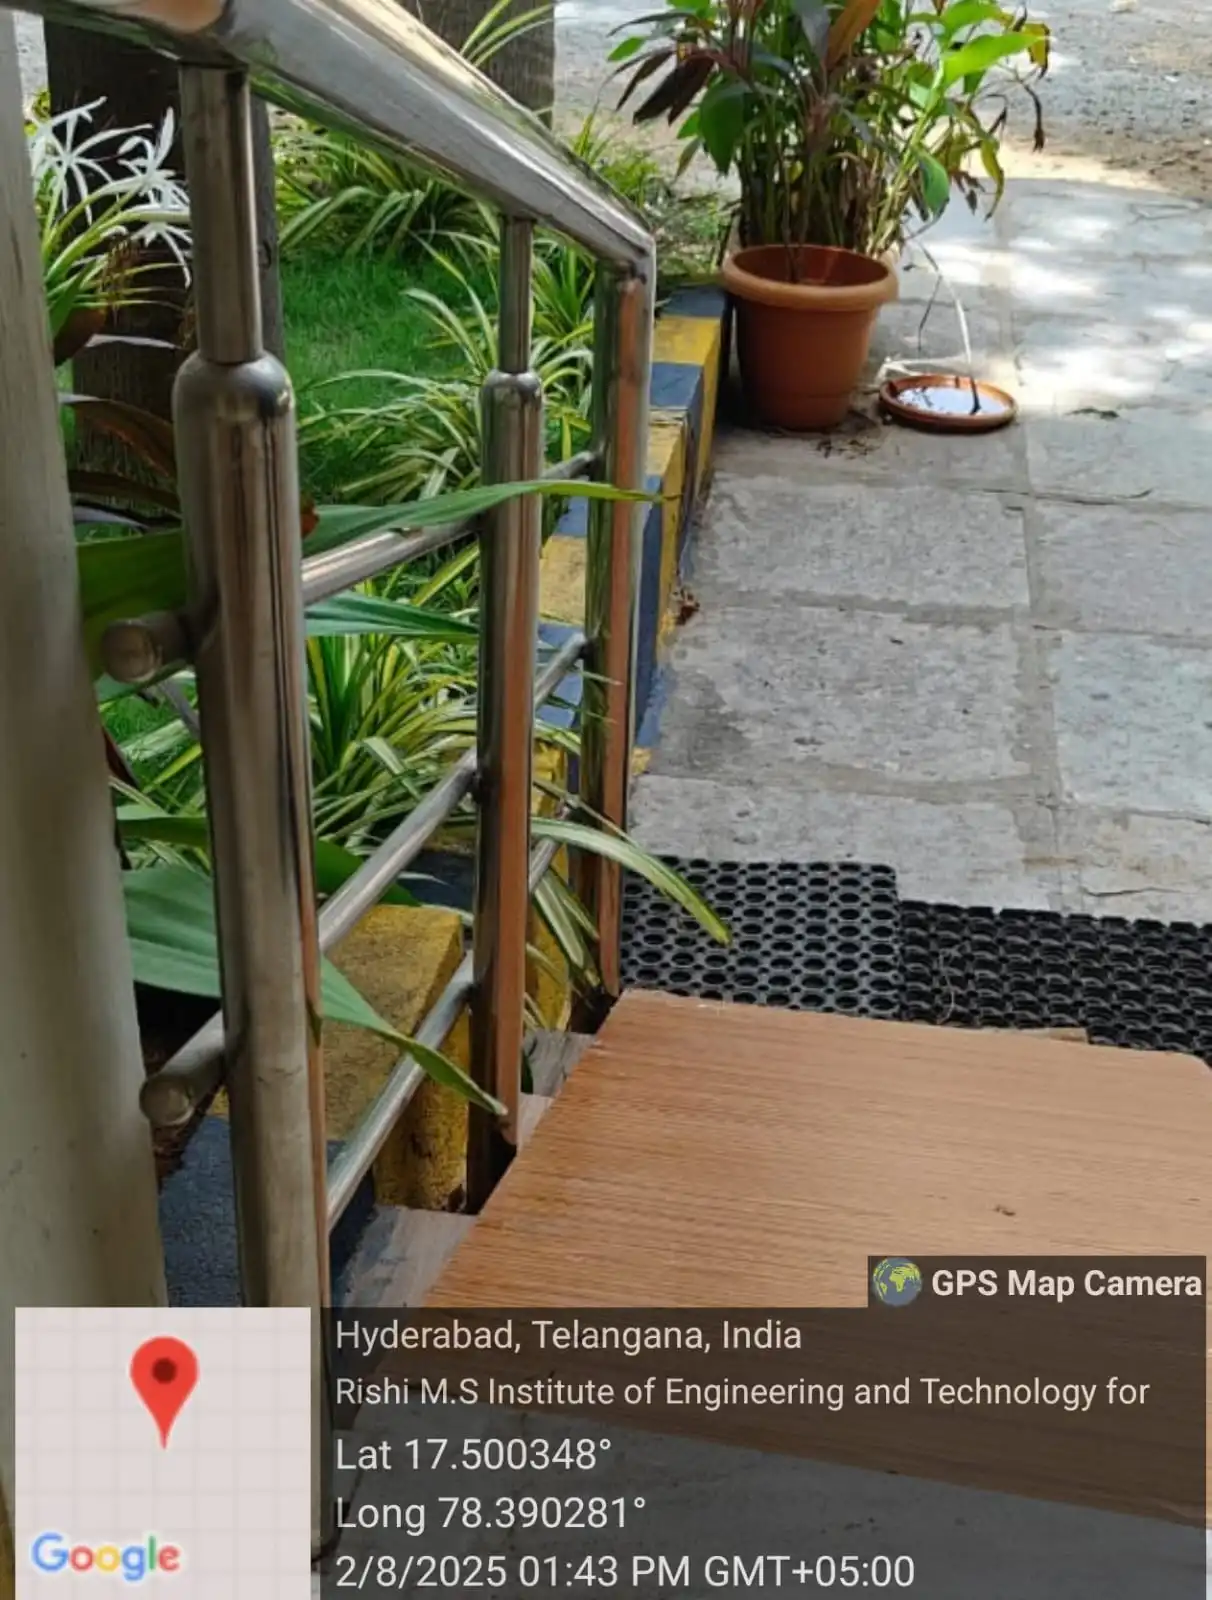 GPS Map Camera
Hyderabad, Telangana, India
Rishi M.S Institute of Engineering and Technology for
Lat 17.500348°
Long 78.390281°
2/8/2025 01:43 PM GMT+05:00
Google